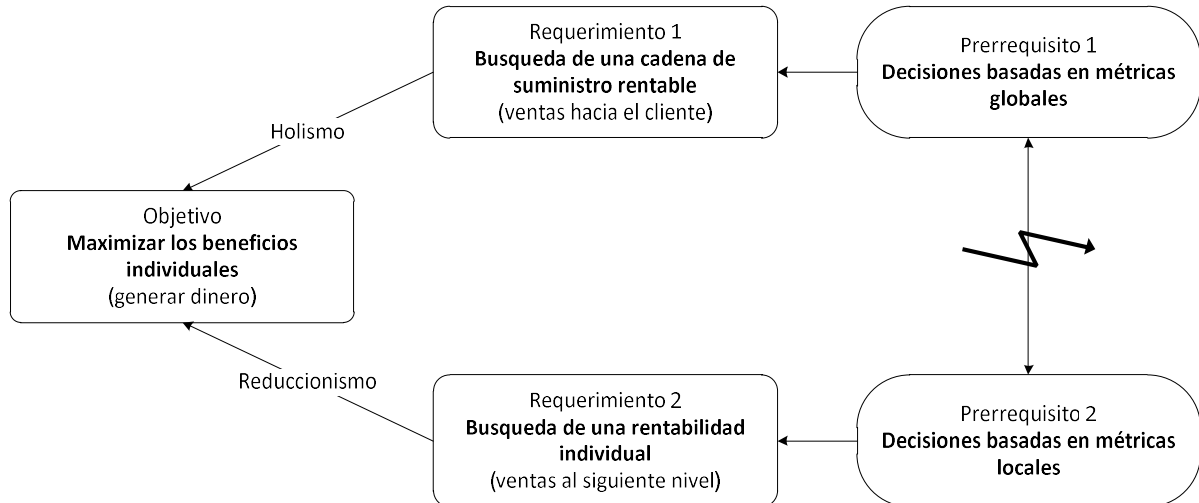 Requerimiento 1
Busqueda de una cadena de
suministro rentable
(ventas hacia el cliente)
Prerrequisito 1
Decisiones basadas en métricas
globales
Holismo
Objetivo
Maximizar los beneficios
individuales
(generar dinero)
Reduccionismo
Requerimiento 2
Busqueda de una rentabilidad
individual
(ventas al siguiente nivel)
Prerrequisito 2
Decisiones basadas en métricas
locales